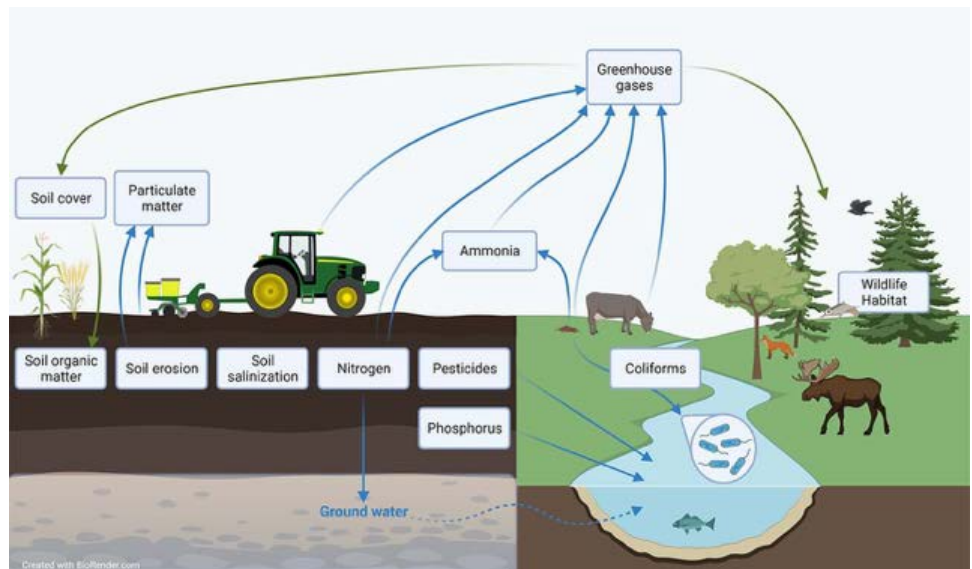 Greenhouse
gases
Soil cover
Particulate
matter
Ammonia
Wildlife
Habitat
Soil organic
matter
Soil erosion
Soil
salinization
Nitrogen
Pesticides
Coliforms
Phosphorus
Ground water
Created with BioRender.com